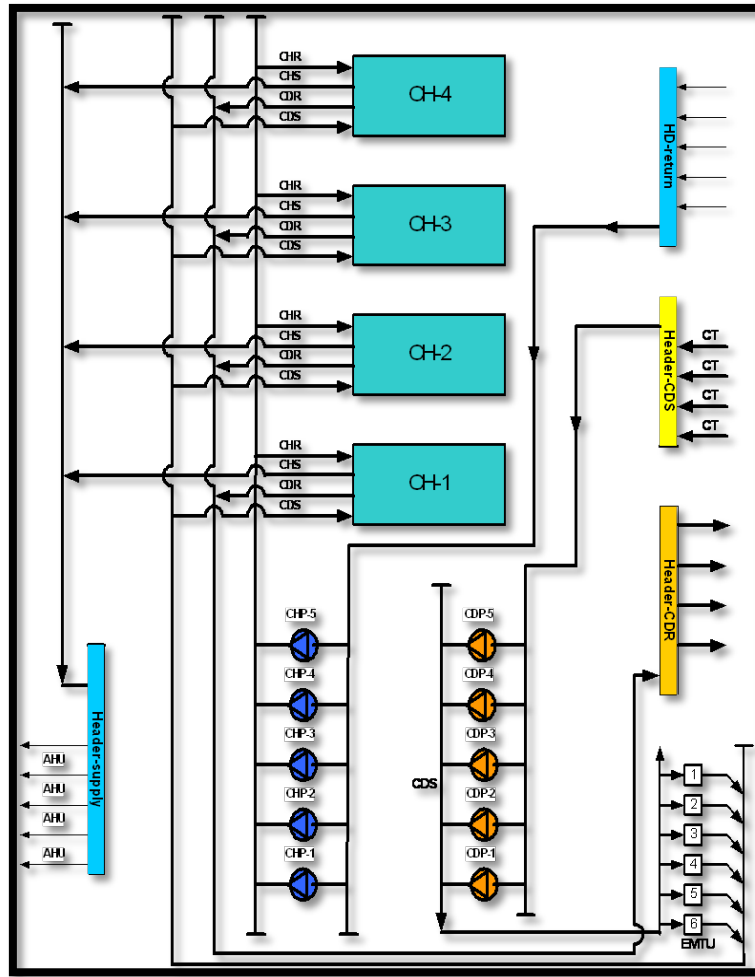 CHR
CHS
CDR
CDS
CH-4
HD-return
CHR
CHS
CDR
CDS
CH-3
CHR
CHS
CDR
CDS
CH-2
Header-CDS
CT
CT
CT
CT
CHR
CHS
CDR
CDS
CH-1
Header-CDR
CHP-5
CHP-4
CHP-3
CHP-2
CHP-1
CDP-5
CDP-4
CDP-3
CDP-2
CDP-1
CDS
Header-supply
AHU
AHU
AHU
AHU
1
2
3
4
5
6
EMTU